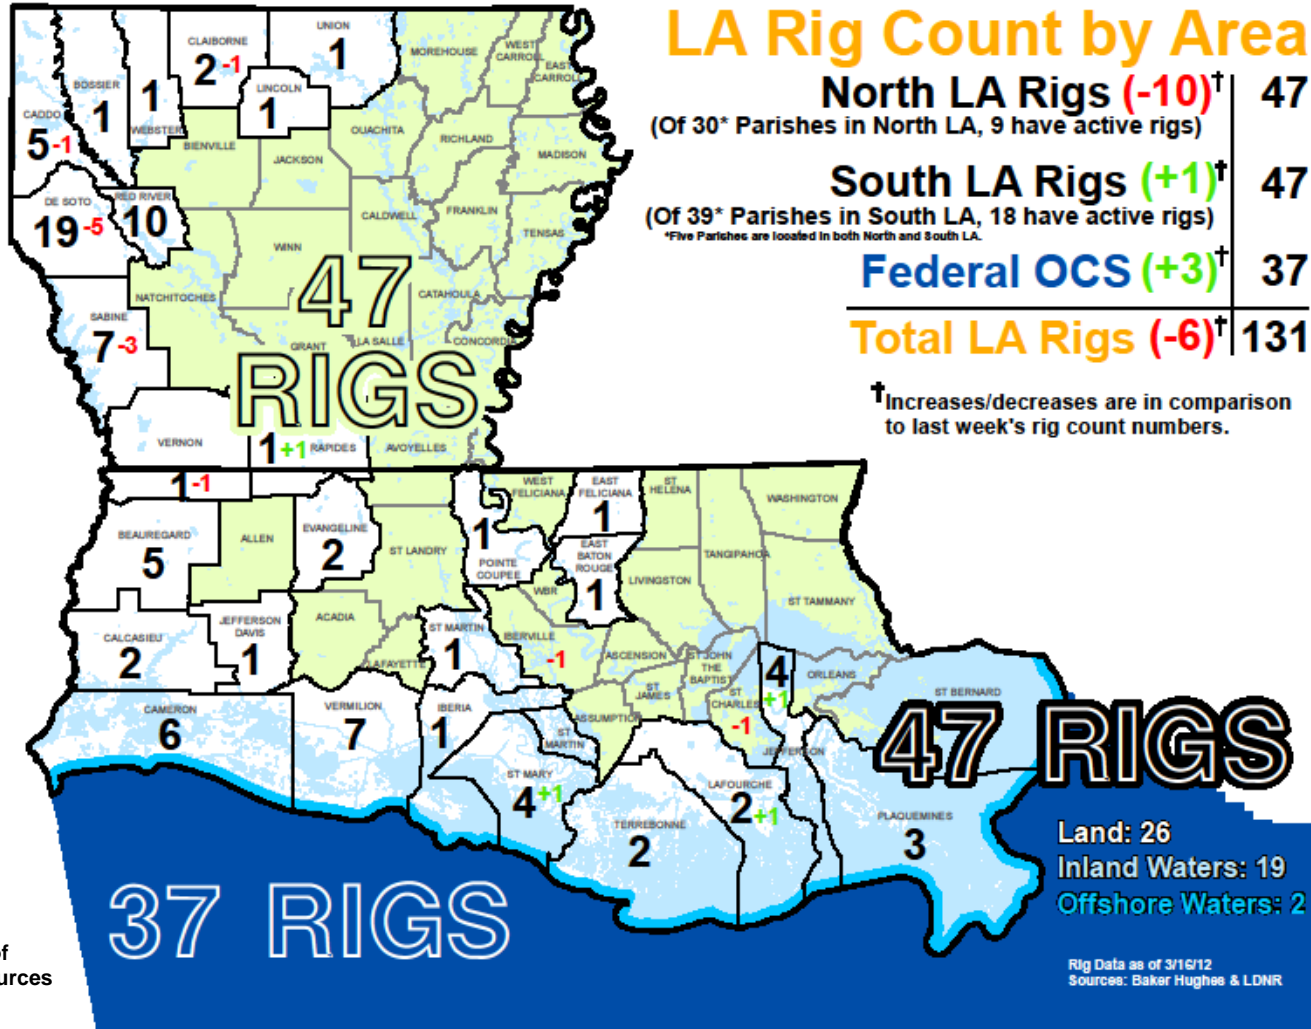 LA Rig Count by Area
North LA Rigs (-10)† 47
(Of 30* Parishes in North LA, 9 have active rigs)
South LA Rigs (+1)† 47
(Of 39* Parishes in South LA, 18 have active rigs)
*Five Parishes are located in both North and South LA.
Federal OCS (+3)† 37
Total LA Rigs (-6)† 131
†Increases/decreases are in comparison
to last week's rig count numbers.
CADDO
5 -1
BOSSIER
1
1
WEBSTER
CLAIBORNE
2 -1
LINCOLN
1
UNION
1
MOREHOUSE
WEST
CARROLL
EAST
CARROLL
BIENVILLE
JACKSON
OUACHITA
RICHLAND
MADISON
DE SOTO
19 -5
RED RIVER
10
WINN
CALDWELL
FRANKLIN
TENSAS
NATCHITOCHES
CATAHOULA
47
RIGS
SABINE
7 -3
GRANT
LA SALLE
CONCORDIA
VERNON
1 +1 RAPIDES
AVOYELLES
1 -1
BEAUREGARD
5
ALLEN
EVANGELINE
2
ST LANDRY
1
POINTE
COUPEE
WEST
FELICIANA
EAST
FELICIANA
1
ST
HELENA
WASHINGTON
EAST
BATON
ROUGE
1
TANGIPAHOA
LIVINGSTON
WBR
ST TAMMANY
CALCASIEU
2
JEFFERSON
DAVIS
1
ACADIA
LAFAYETTE
ST MARTIN
1
IBERVILLE
-1
ASCENSION
ST JOHN
THE
BAPTIST
4
+1
ORLEANS
ST
JAMES
ST
CHARLES
-1
ASSUMPTION
JEFFERSON
ST BERNARD
CAMERON
6
VERMILION
7
IBERIA
1
ST
MARTIN
ST MARY
4 +1
TERREBONNE
2
LAFOURCHE
2 +1
PLAQUEMINES
3
47 RIGS
Land: 26
Inland Waters: 19
Offshore Waters: 2
37 RIGS
of
urces
Rig Data as of 3/16/12
Sources: Baker Hughes & LDNR